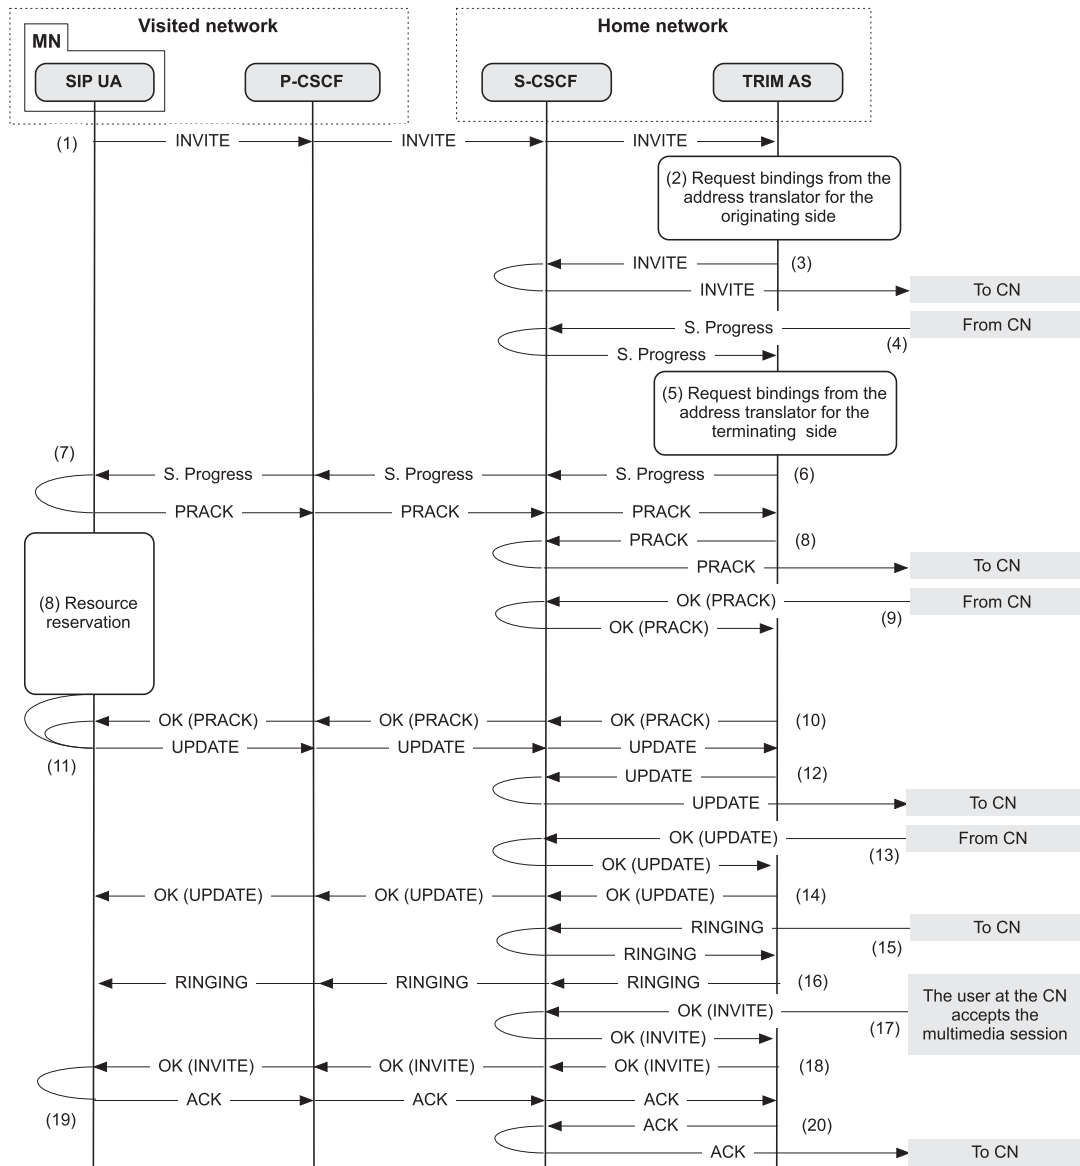 Visited network
Home network
MN
SIP UA
P-CSCF
S-CSCF
TRIM AS
(1)
INVITE
INVITE
INVITE
(2) Request bindings from the
address translator for the
originating side
INVITE
(3)
INVITE
To CN
S. Progress
From CN
(4)
S. Progress
(5) Request bindings from the
address translator for the
terminating side
(7)
S. Progress
S. Progress
S. Progress
(6)
PRACK
PRACK
PRACK
PRACK
(8)
PRACK
To CN
(8) Resource
reservation
OK (PRACK)
From CN
(9)
OK (PRACK)
OK (PRACK)
OK (PRACK)
OK (PRACK)
(10)
UPDATE
UPDATE
UPDATE
(11)
UPDATE
(12)
UPDATE
To CN
OK (UPDATE)
From CN
(13)
OK (UPDATE)
OK (UPDATE)
OK (UPDATE)
OK (UPDATE)
(14)
RINGING
To CN
(15)
RINGING
RINGING
RINGING
RINGING
(16)
The user at the CN
accepts the
multimedia session
OK (INVITE)
(17)
OK (INVITE)
OK (INVITE)
OK (INVITE)
OK (INVITE)
(18)
ACK
ACK
ACK
(19)
ACK
(20)
ACK
To CN